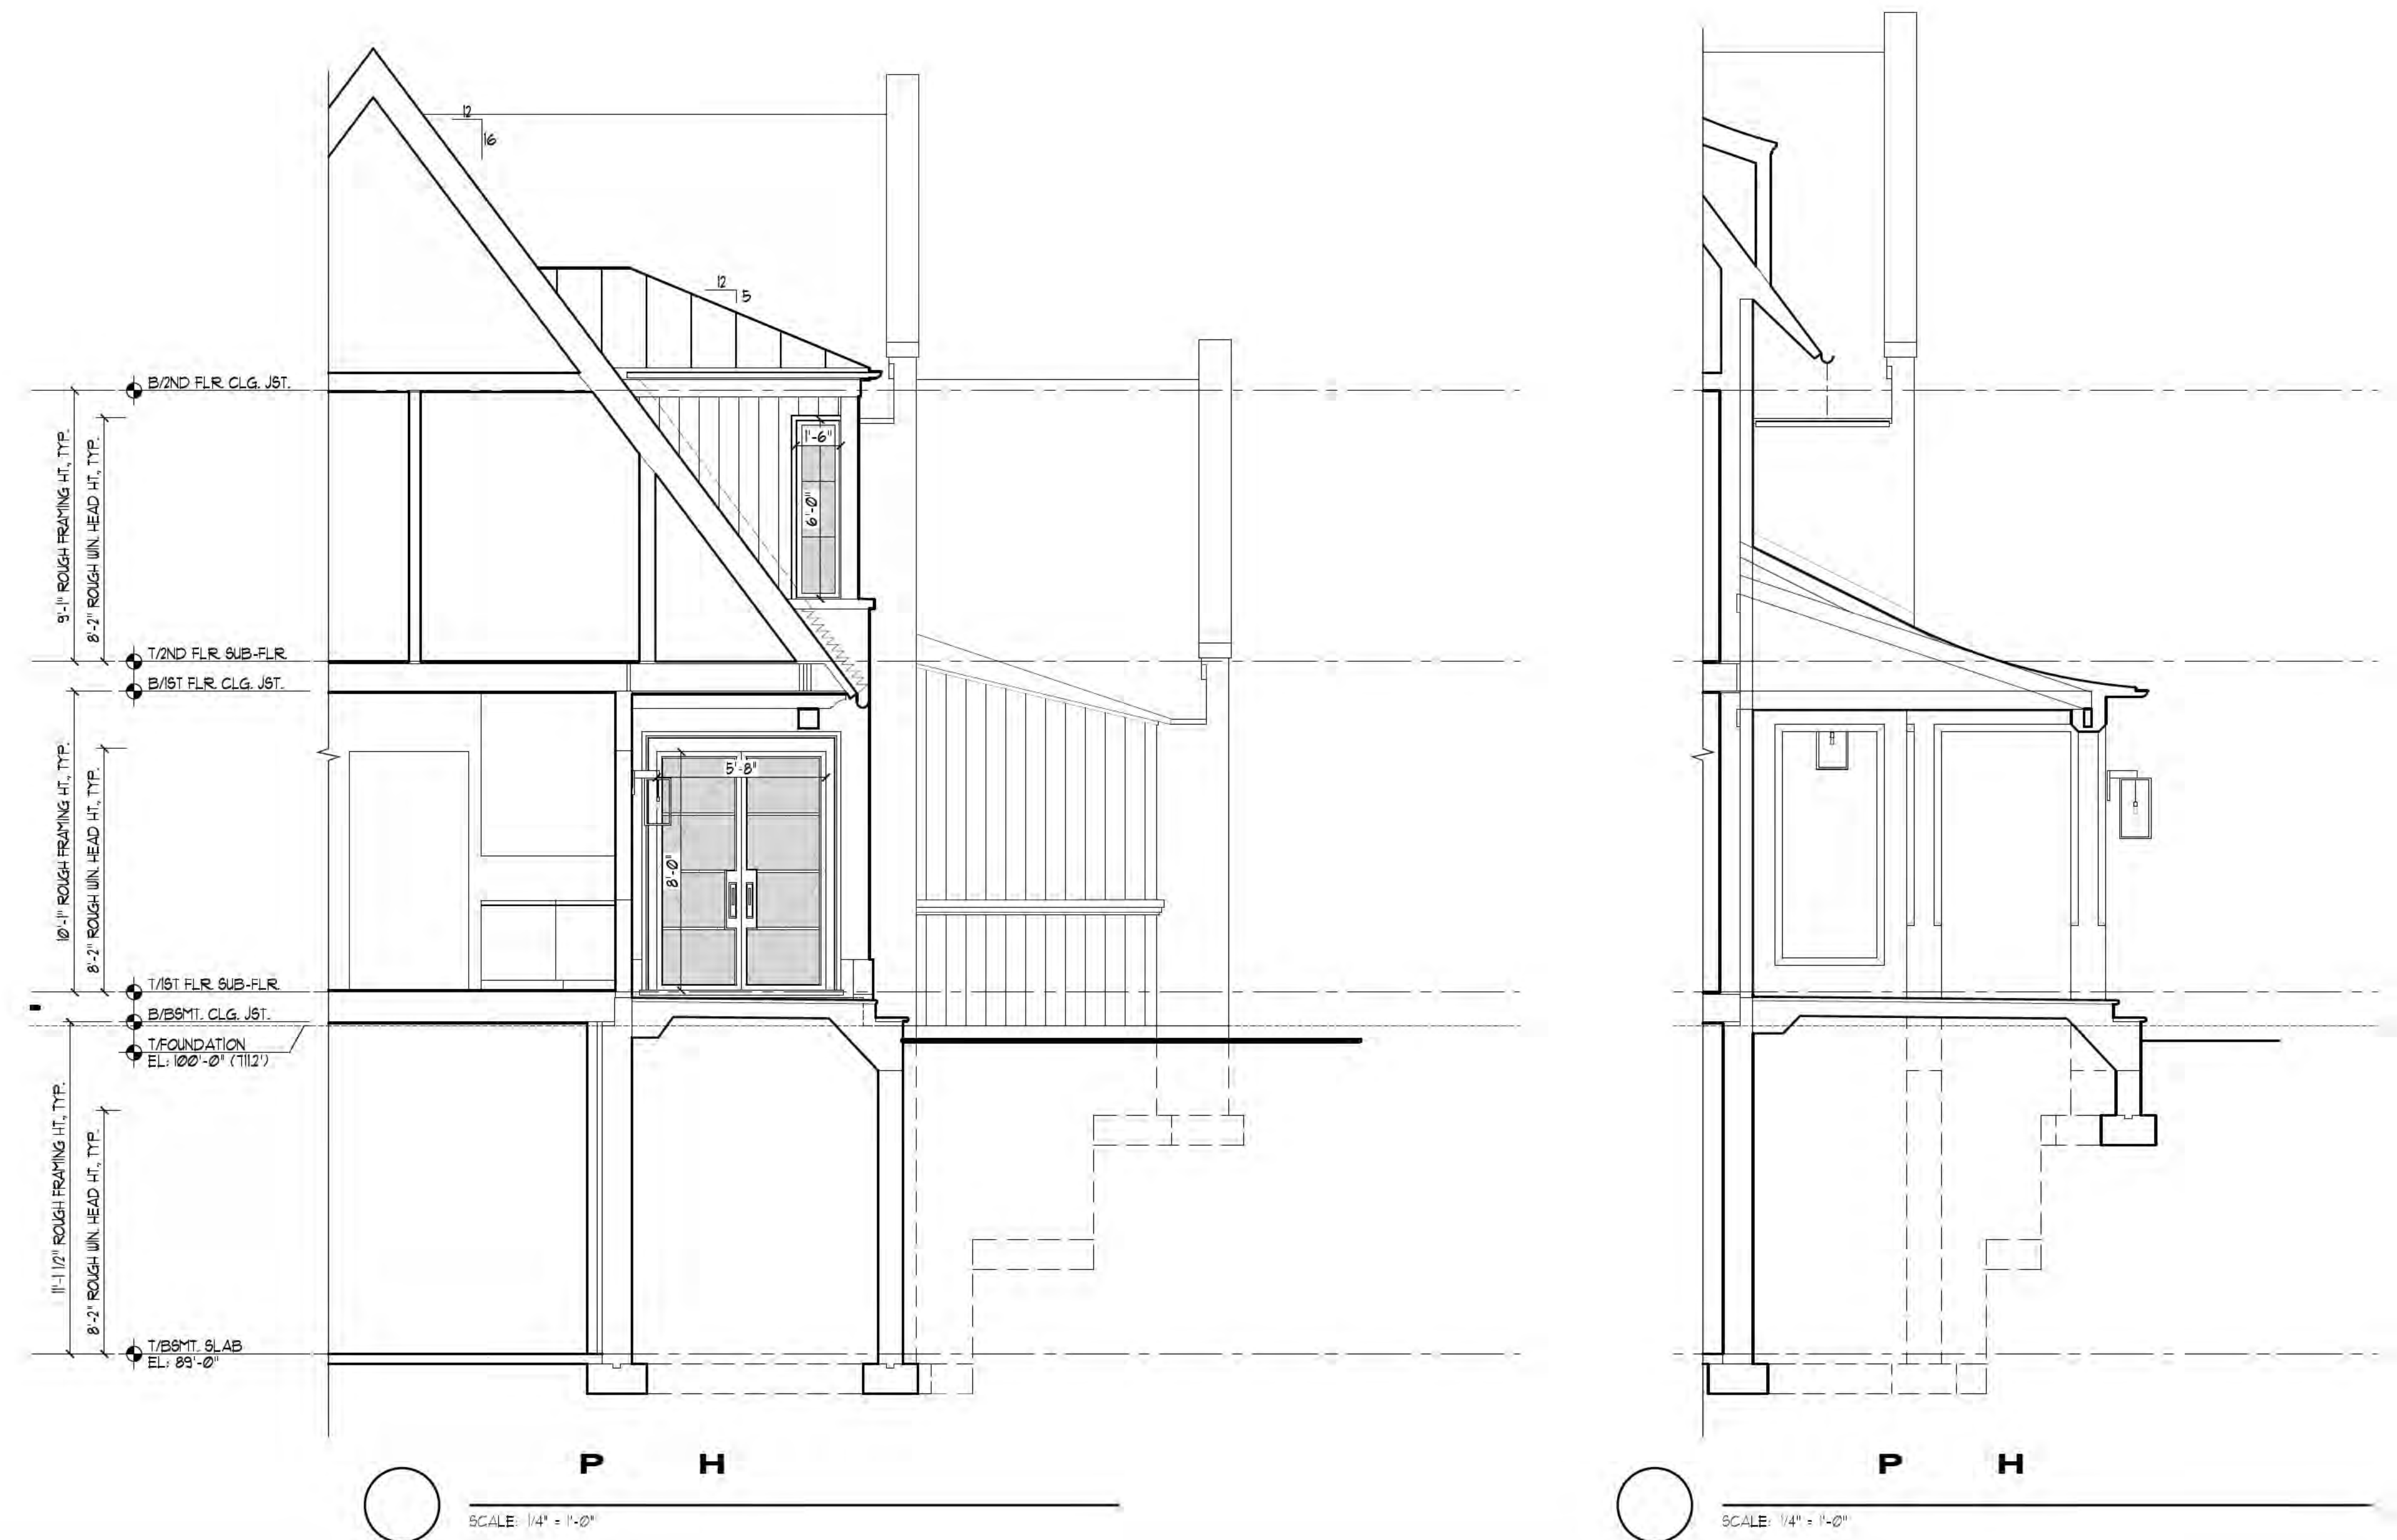 12
16
12
5
B/2ND FLR. CLG. JST.
9'-1" ROUGH FRAMING HT., TYP.
8'-2" ROUGH WIN. HEAD HT., TYP.
1'-6"
6'-0"
T/2ND FLR. SUB-FLR.
B/1ST FLR. CLG. JST.
10'-1" ROUGH FRAMING HT., TYP.
8'-2" ROUGH WIN. HEAD HT., TYP.
5'-8"
8'-0"
T/1ST FLR. SUB-FLR.
B/BSMT. CLG. JST.
T/FOUNDATION
EL: 100'-0" (711.2')
11'-1 1/2" ROUGH FRAMING HT., TYP.
8'-2" ROUGH WIN. HEAD HT., TYP.
T/BSMT. SLAB
EL: 89'-0"
P H
SCALE: 1/4" = 1'-0"
P H
SCALE: 1/4" = 1'-0"